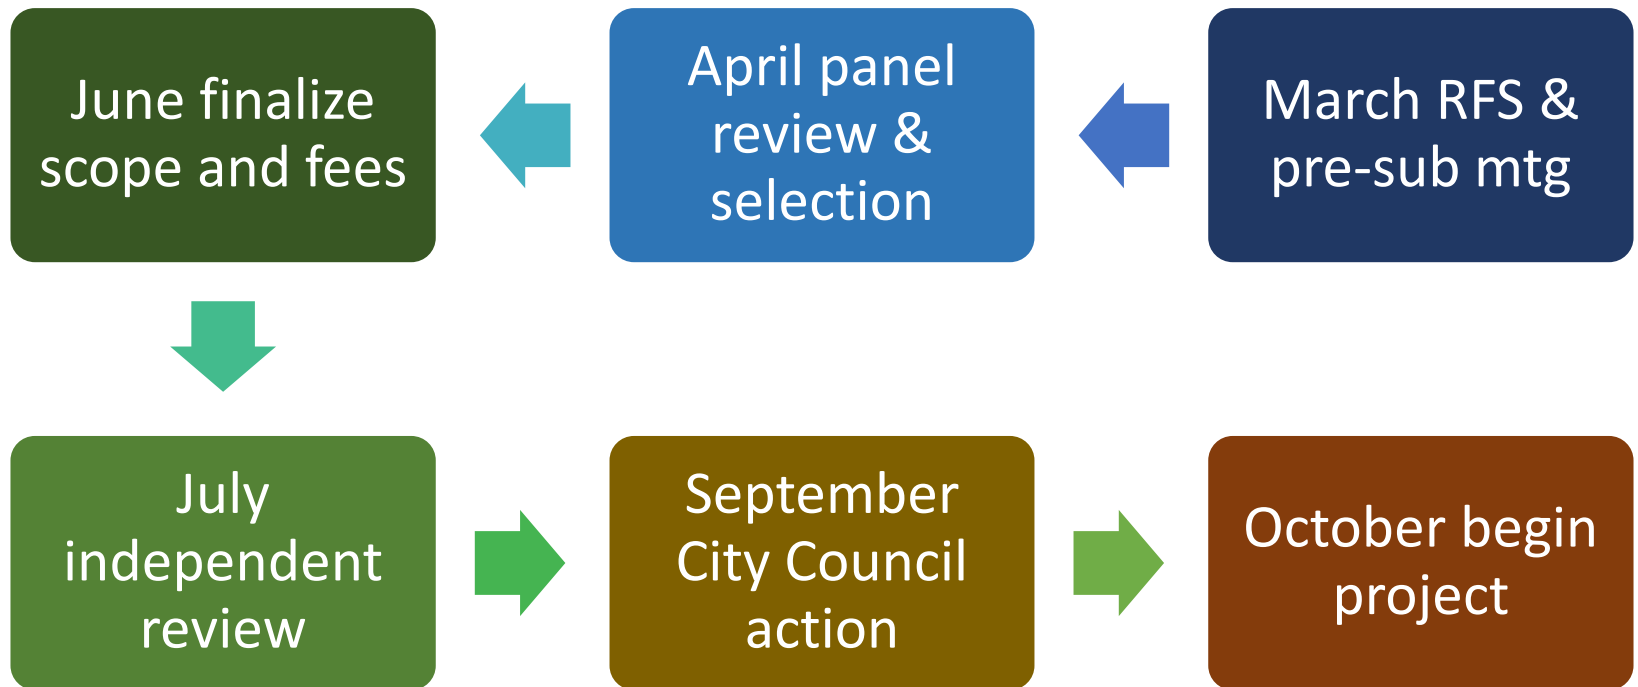 March RFS &
pre-sub mtg
April panel
review &
selection
June finalize
scope and fees
July
independent
review
September
City Council
action
October begin
project